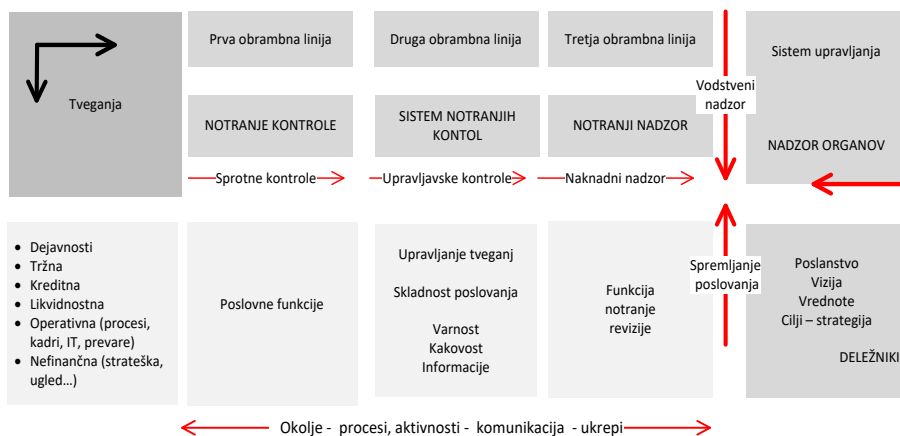 Tveganja
Prva obrambna linija
Druga obrambna linija
Tretja obrambna linija
Vodstveni
nadzor
Sistem upravljanja
NOTRANJE KONTROLE
SISTEM NOTRANJIH
KONTOL
NOTRANJI NADZOR
NADZOR ORGANOV
Sprotne kontrole
Upravljavske kontrole
Naknadni nadzor
• Dejavnosti
• Tržna
• Kreditna
• Likvidnostna
• Operativna (procesi,
kadri, IT, prevare)
• Nefinančna (strateška,
ugled...)
Poslovne funkcije
Upravljanje tveganj
Skladnost poslovanja
Varnost
Kakovost
Informacije
Funkcija
notranje
revizije
Spremljanje
poslovanja
Poslanstvo
Vizija
Vrednote
Cilji – strategija
DELEŽNIKI
Okolje - procesi, aktivnosti - komunikacija - ukrepi